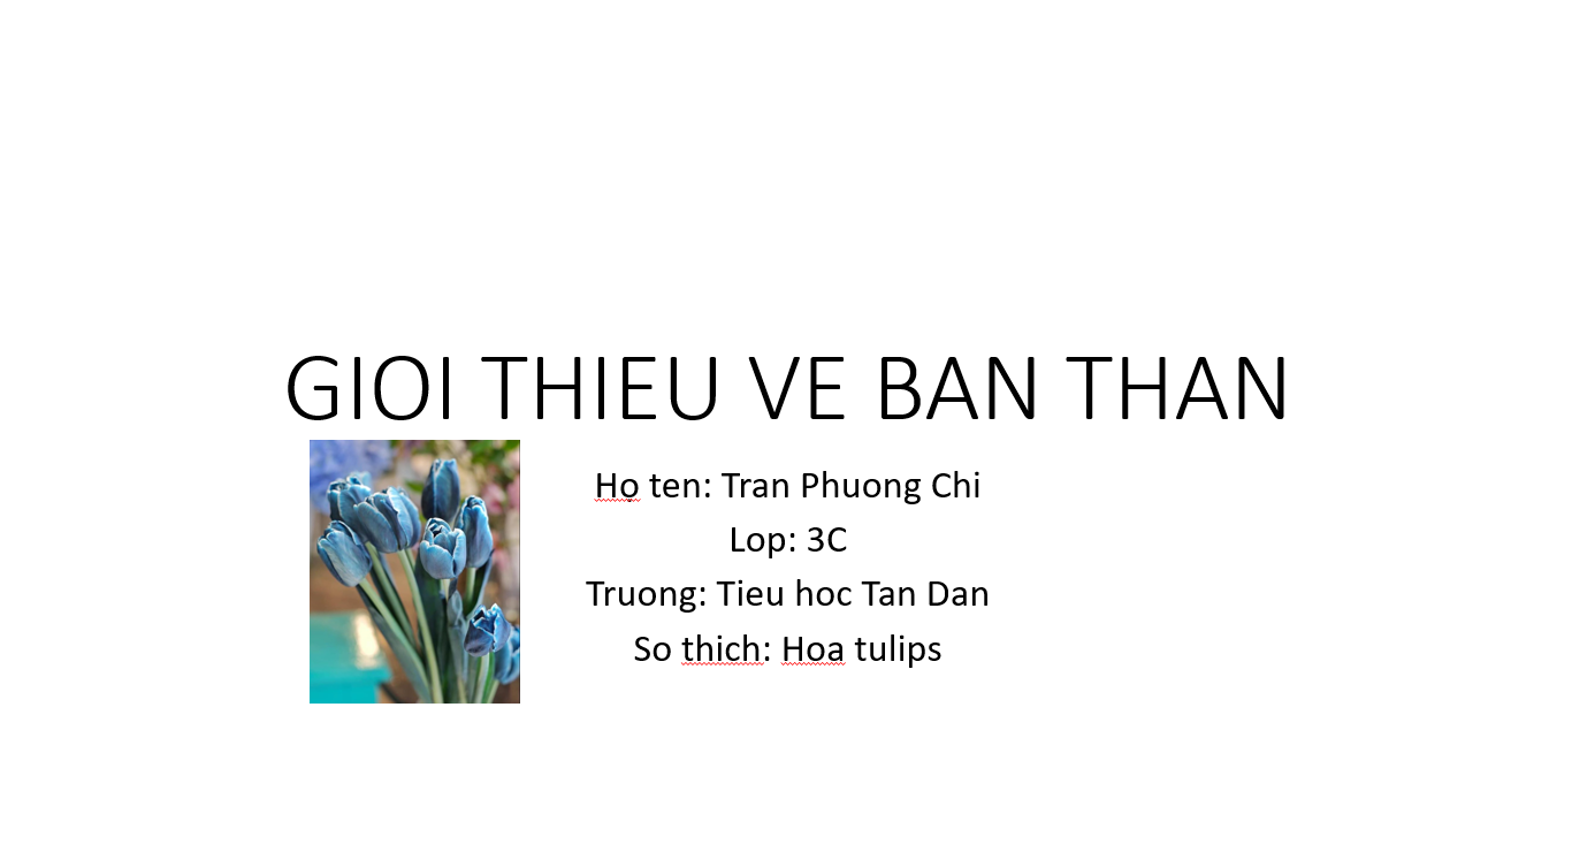 GIOI THIEU VE BAN THAN
Họ ten: Tran Phuong Chi
Lop: 3C
Truong: Tieu hoc Tan Dan
So thich: Hoa tulips